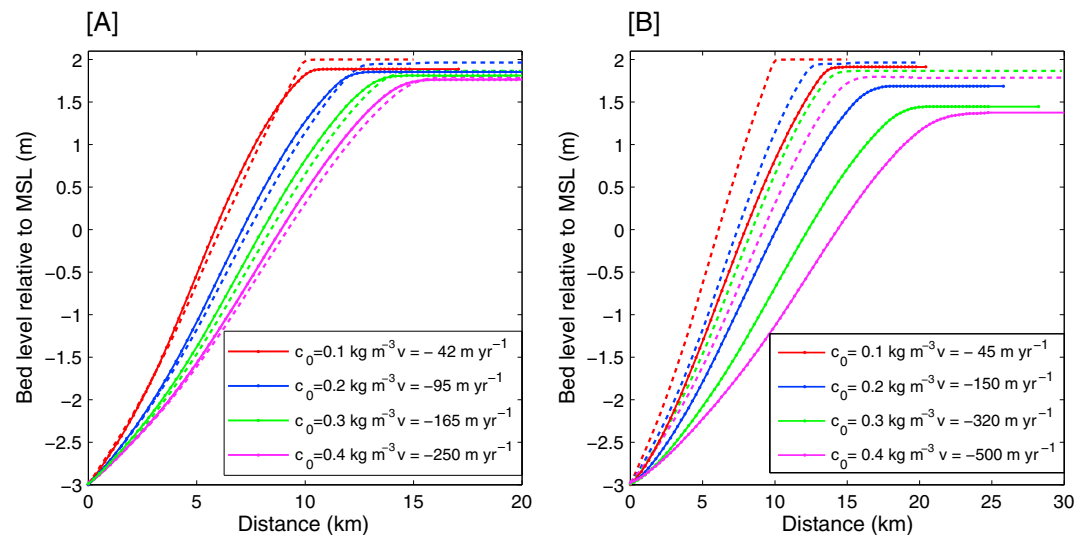 [A]
Bed level relative to MSL (m)
2
1.5
1
0.5
0
−0.5
−1
−1.5
−2
−2.5
−3
0 5 10 15 20
Distance (km)
c₀=0.1 kg m⁻³ v = − 42 m yr⁻¹
c₀=0.2 kg m⁻³ v = −95 m yr⁻¹
c₀=0.3 kg m⁻³ v = −165 m yr⁻¹
c₀=0.4 kg m⁻³ v = −250 m yr⁻¹
[B]
Bed level relative to MSL (m)
2
1.5
1
0.5
0
−0.5
−1
−1.5
−2
−2.5
−3
0 5 10 15 20 25 30
Distance (km)
c₀= 0.1 kg m⁻³ v = − 45 m yr⁻¹
c₀= 0.2 kg m⁻³ v = −150 m yr⁻¹
c₀= 0.3 kg m⁻³ v = −320 m yr⁻¹
c₀= 0.4 kg m⁻³ v = −500 m yr⁻¹